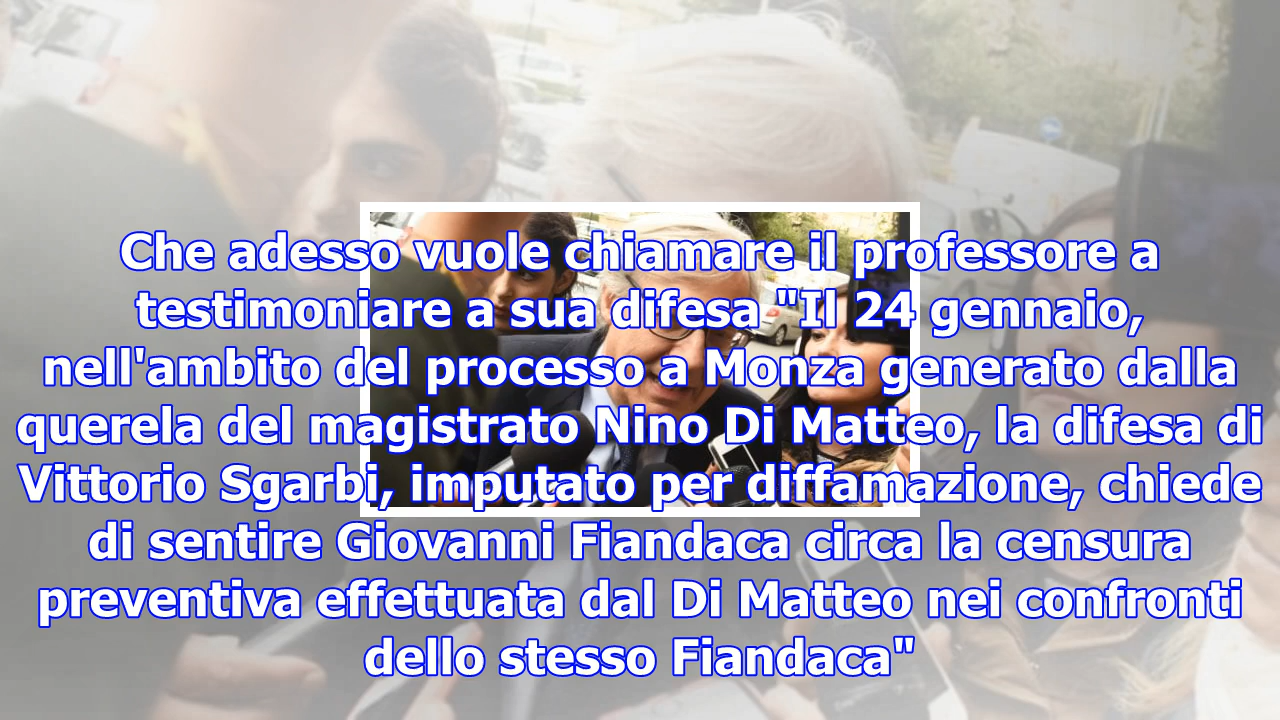 Che adesso vuole chiamare il professore a
testimoniare a sua difesa "Il 24 gennaio,
nell'ambito del processo a Monza generato dalla
querela del magistrato Nino Di Matteo, la difesa di
Vittorio Sgarbi, imputato per diffamazione, chiede
di sentire Giovanni Fiandaca circa la censura
preventiva effettuata dal Di Matteo nei confronti
dello stesso Fiandaca"